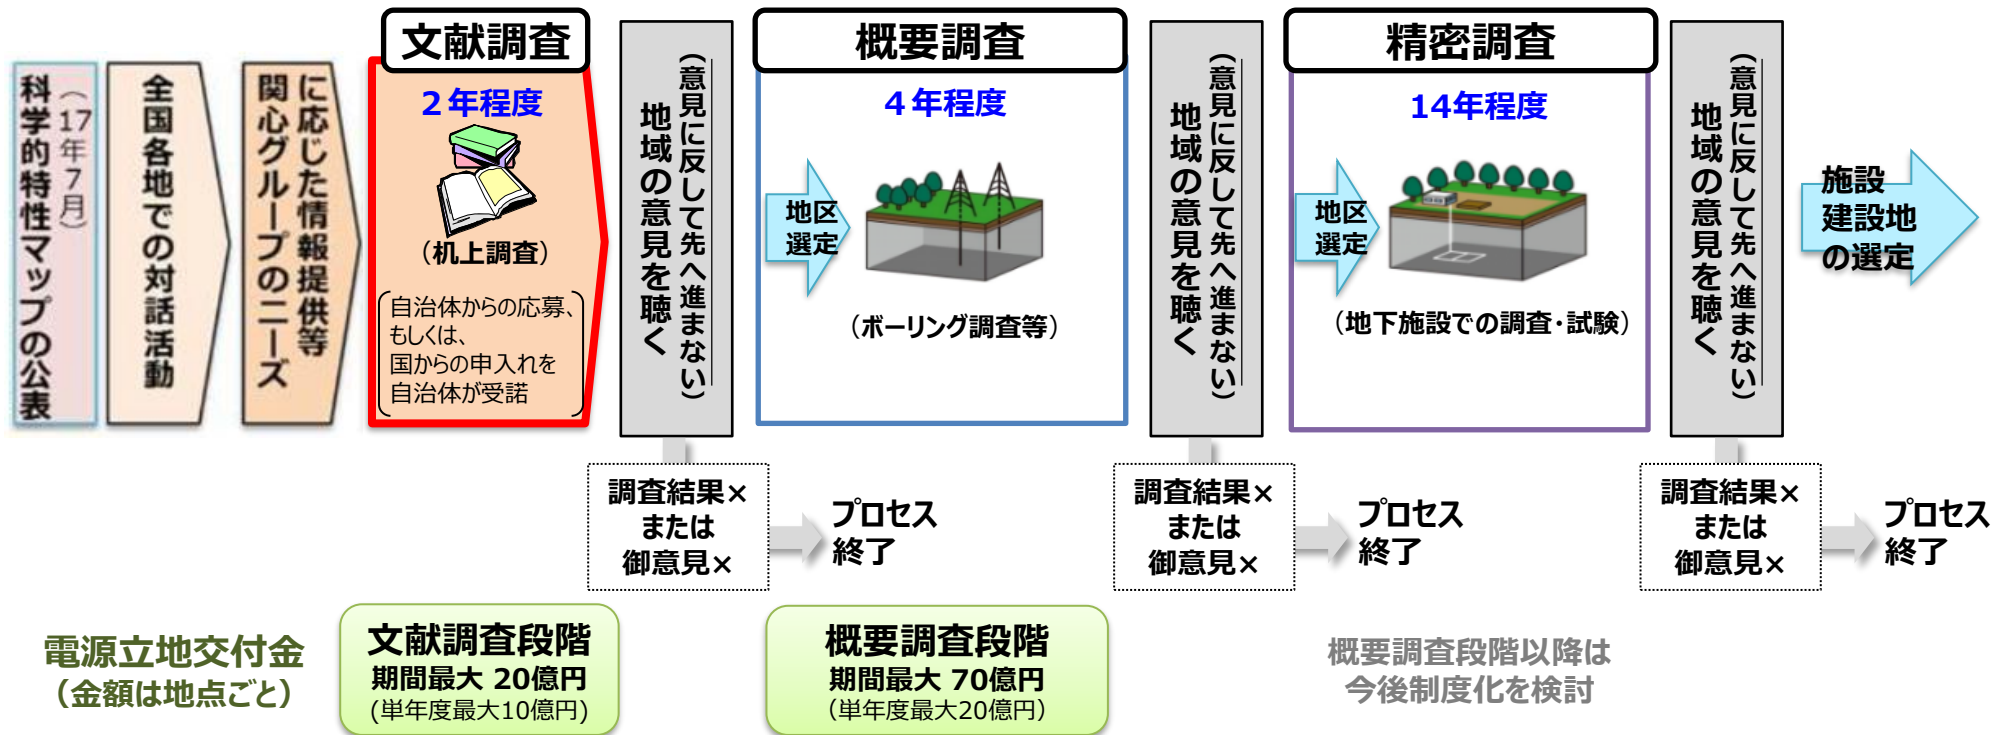 科学的特性マップの公表
（17年7月）
全国各地での対話活動
関心グループのニーズ
に応じた情報提供等
文献調査
２年程度
（机上調査）
自治体からの応募、
もしくは、
国からの申入れを
自治体が受諾
地域の意見を聴く
（意見に反して先へ進まない）
概要調査
４年程度
地区
選定
（ボーリング調査等）
地域の意見を聴く
（意見に反して先へ進まない）
精密調査
14年程度
地区
選定
（地下施設での調査・試験）
地域の意見を聴く
（意見に反して先へ進まない）
施設
建設地
の選定
調査結果×
または
御意見×
プロセス
終了
調査結果×
または
御意見×
プロセス
終了
調査結果×
または
御意見×
プロセス
終了
電源立地交付金
（金額は地点ごと）
文献調査段階
期間最大 20億円
(単年度最大10億円)
概要調査段階
期間最大 70億円
（単年度最大20億円）
概要調査段階以降は
今後制度化を検討